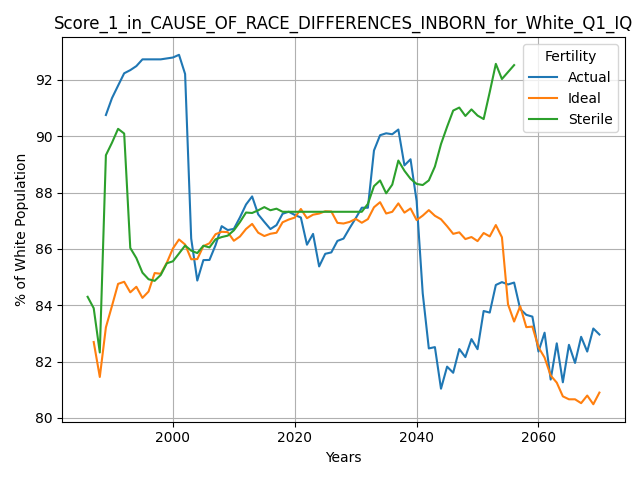 Score_1_in_CAUSE_OF_RACE_DIFFERENCES_INBORN_for_White_Q1_IQ
Fertility
Actual
Ideal
Sterile
% of White Population
92
90
88
86
84
82
80
2000
2020
2040
2060
Years